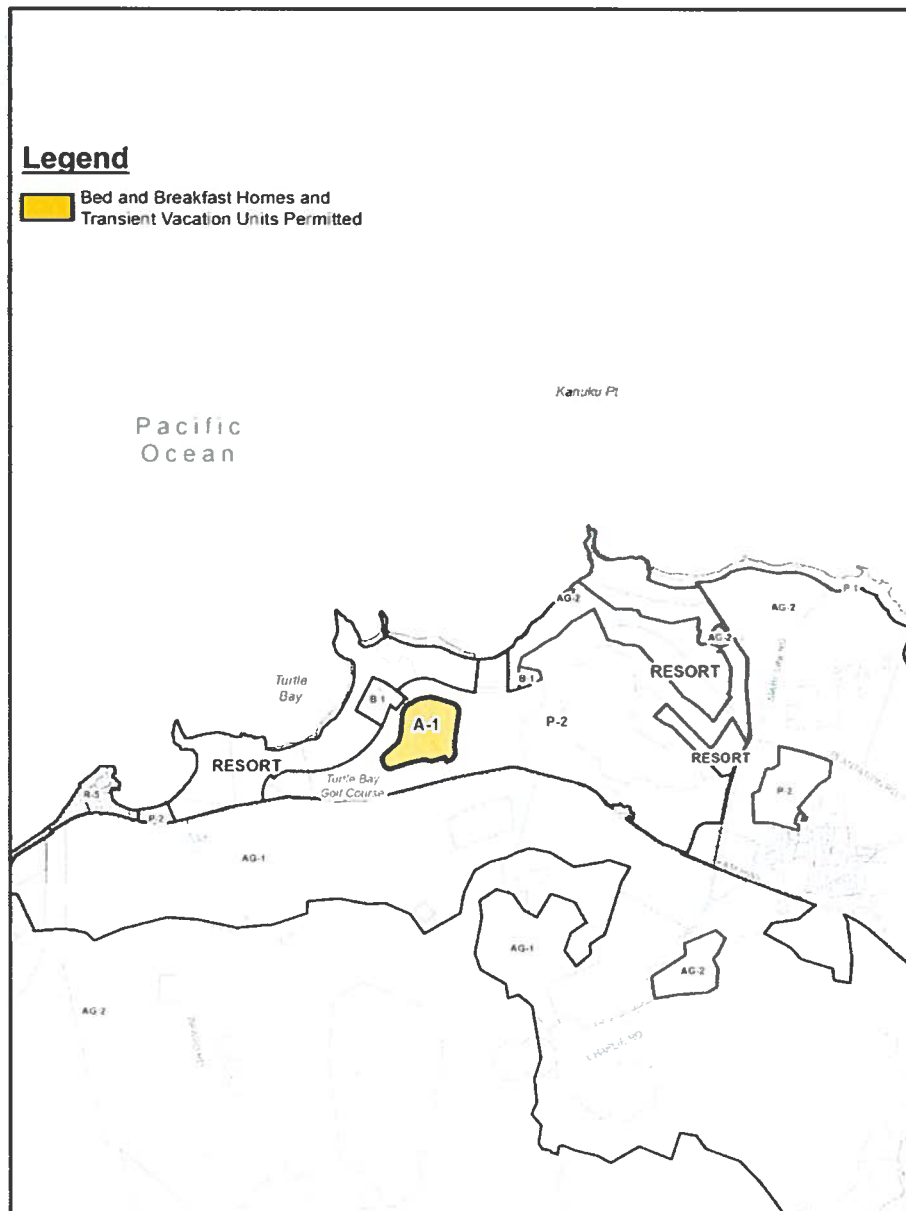 Legend
Bed and Breakfast Homes and
Transient Vacation Units Permitted
Kanuku Pt
Pacific
Ocean
AG-2
P-1
AG-2
AG-2
Turtle
Bay
B-1
B-1
RESORT
A-1
P-2
RESORT
RESORT
Turtle Bay
Golf Course
R-5
P-2
P-2
AG-1
AG-1
AG-2
AG-2